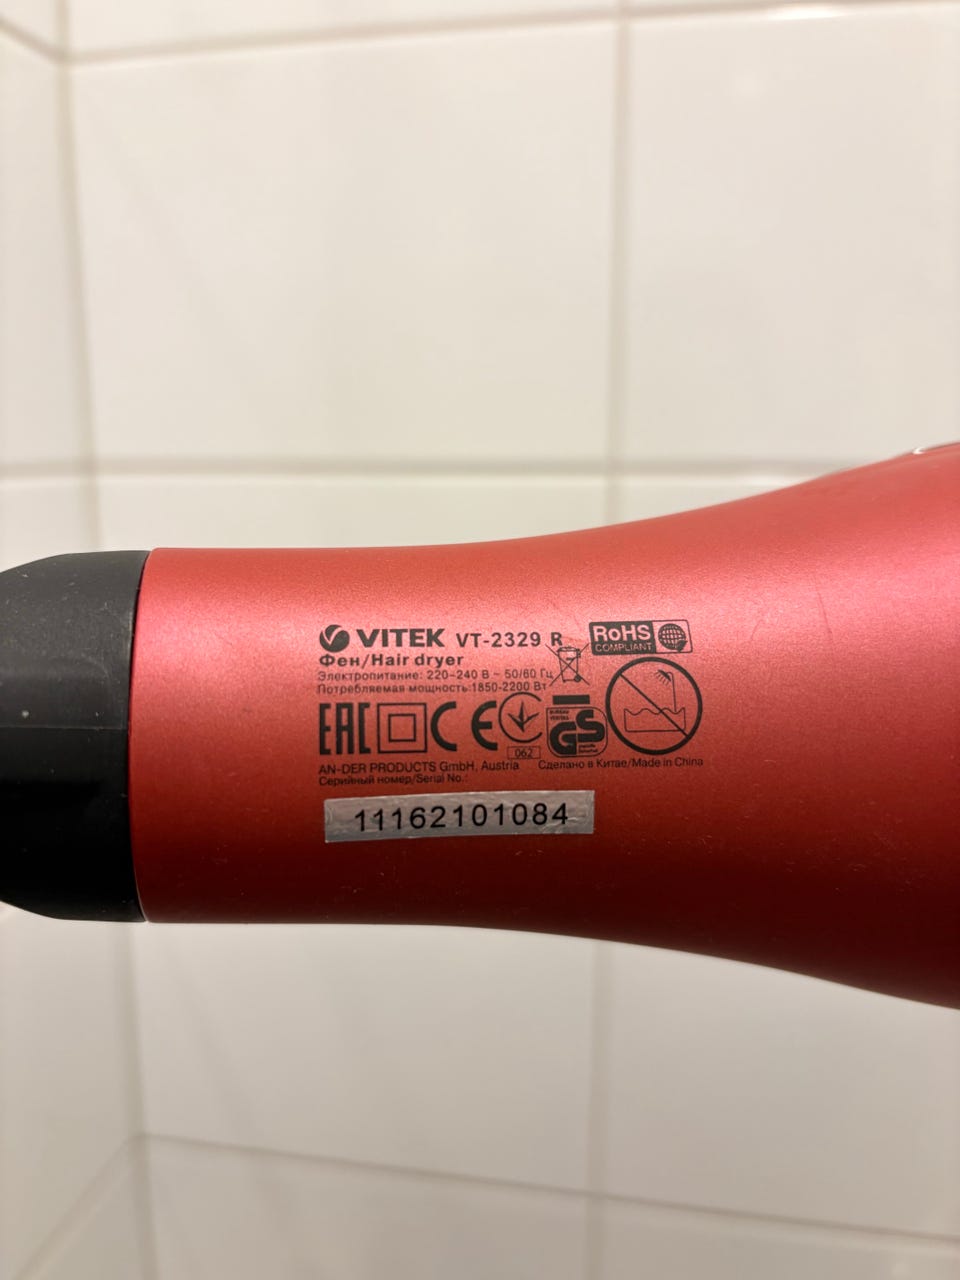 VITEK VT-2329 R
RoHS
COMPLIANT
Фен/Hair dryer
Электропитание: 220-240 В ~ 50/60 Гц
Потребляемая мощность:1850-2200 Вт
EAC CE
062
BUREAU
VERITAS
GS
AN-DER PRODUCTS GmbH, Austria Сделано в Китае/Made in China
Серийный номер/Serial No.:
11162101084